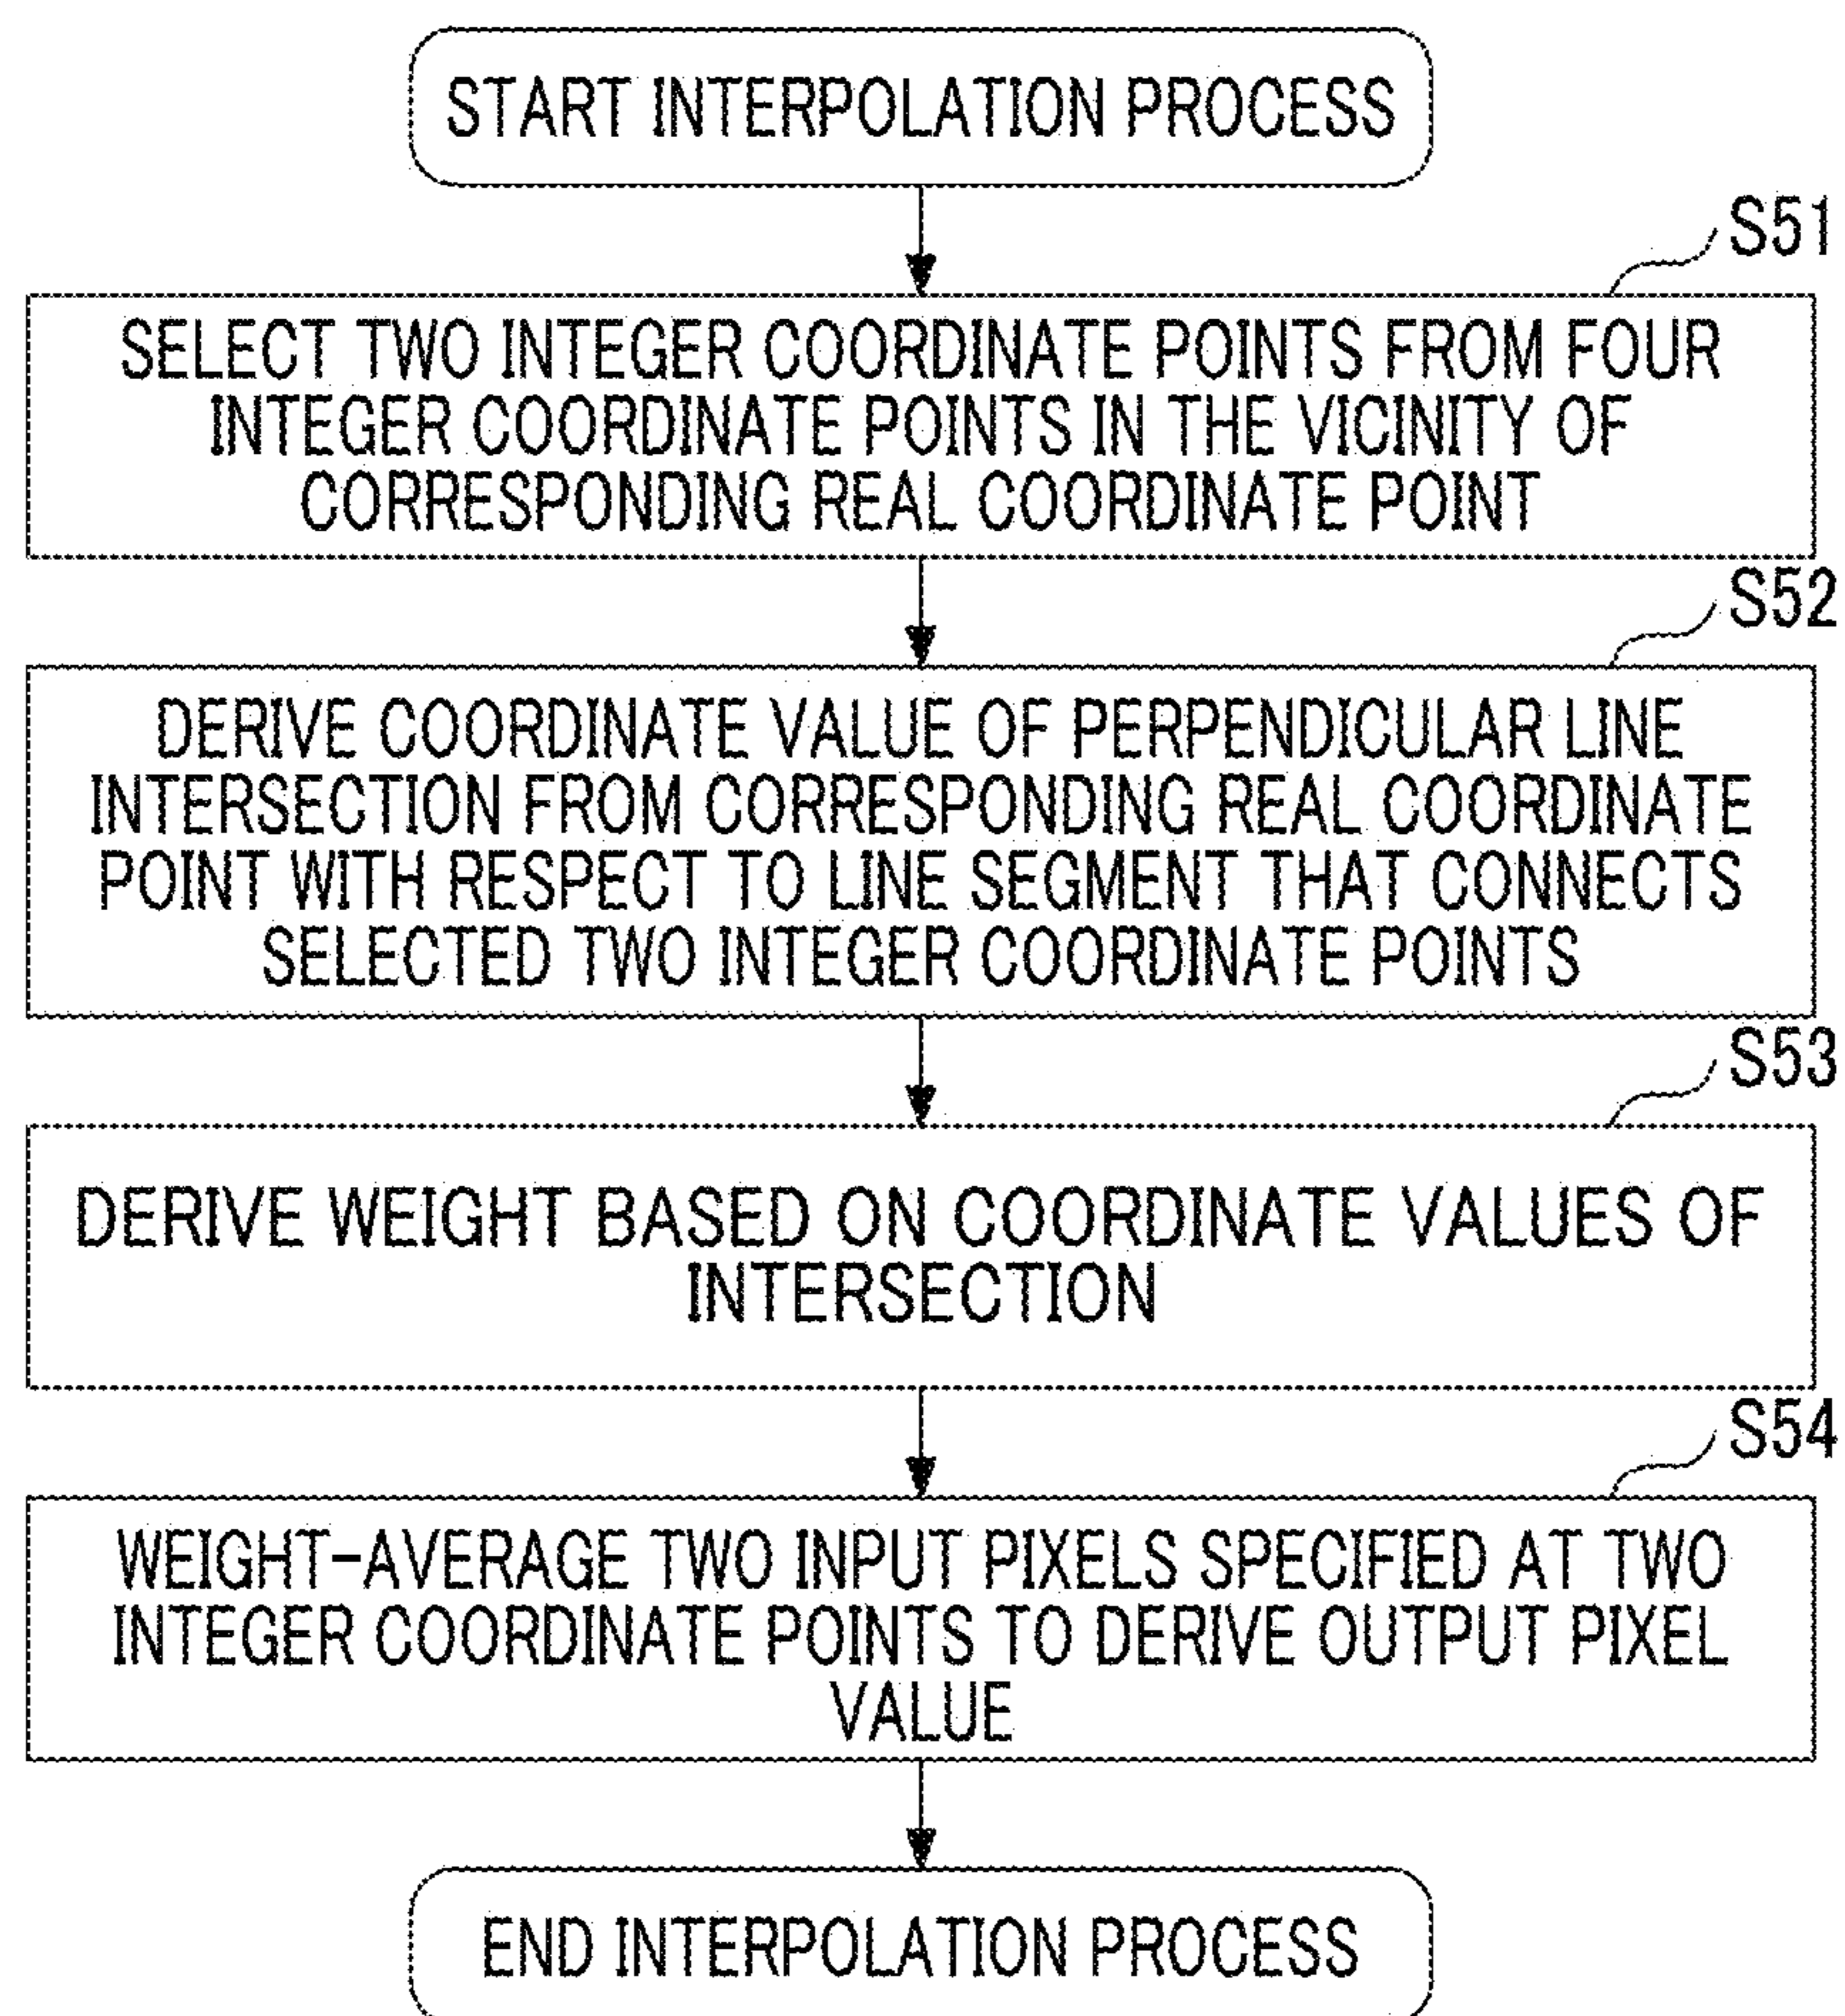 START INTERPOLATION PROCESS
S51
SELECT TWO INTEGER COORDINATE POINTS FROM FOUR
INTEGER COORDINATE POINTS IN THE VICINITY OF
CORRESPONDING REAL COORDINATE POINT
S52
DERIVE COORDINATE VALUE OF PERPENDICULAR LINE
INTERSECTION FROM CORRESPONDING REAL COORDINATE
POINT WITH RESPECT TO LINE SEGMENT THAT CONNECTS
SELECTED TWO INTEGER COORDINATE POINTS
S53
DERIVE WEIGHT BASED ON COORDINATE VALUES OF
INTERSECTION
S54
WEIGHT-AVERAGE TWO INPUT PIXELS SPECIFIED AT TWO
INTEGER COORDINATE POINTS TO DERIVE OUTPUT PIXEL
VALUE
END INTERPOLATION PROCESS